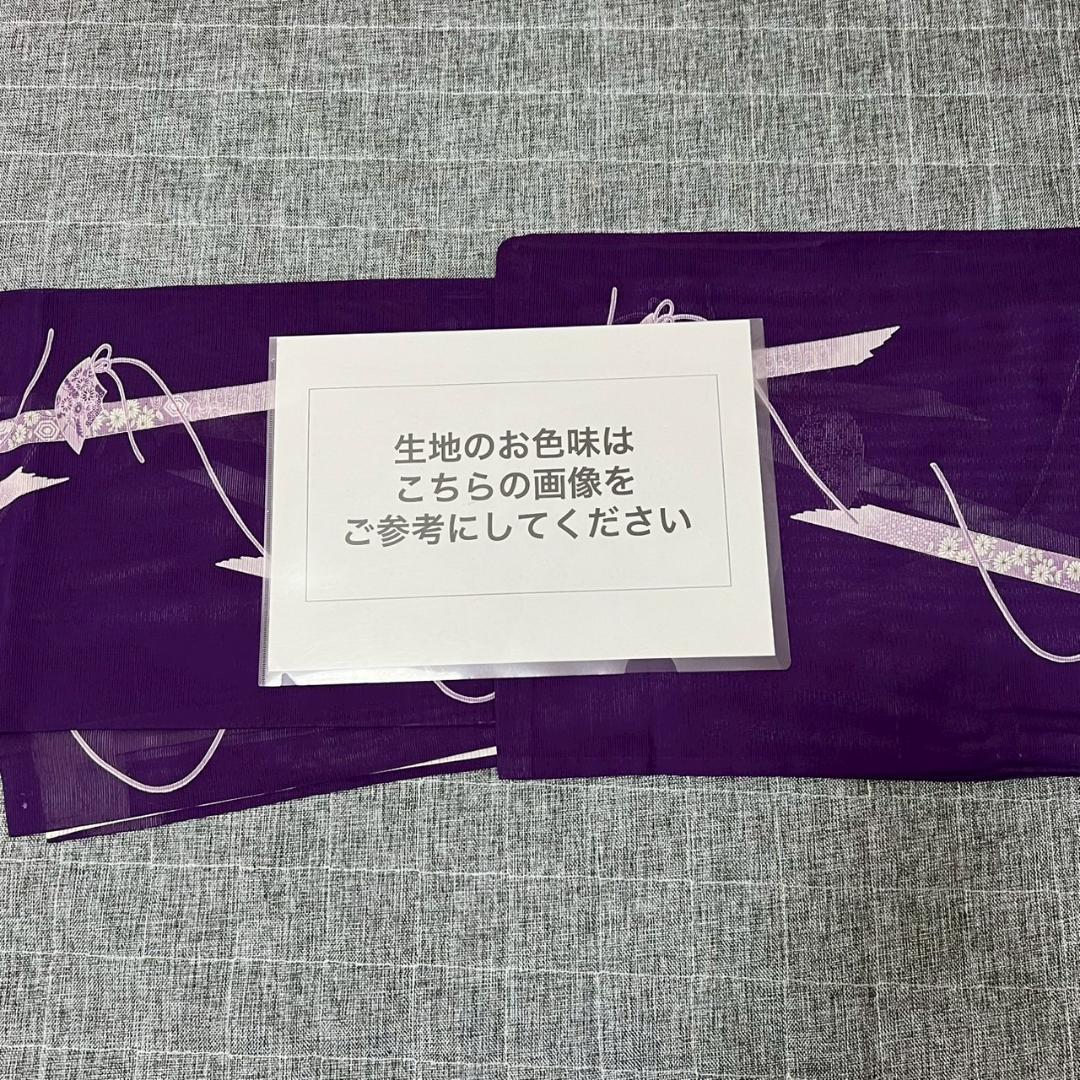 生地のお色味は
こちらの画像を
ご参考にしてください